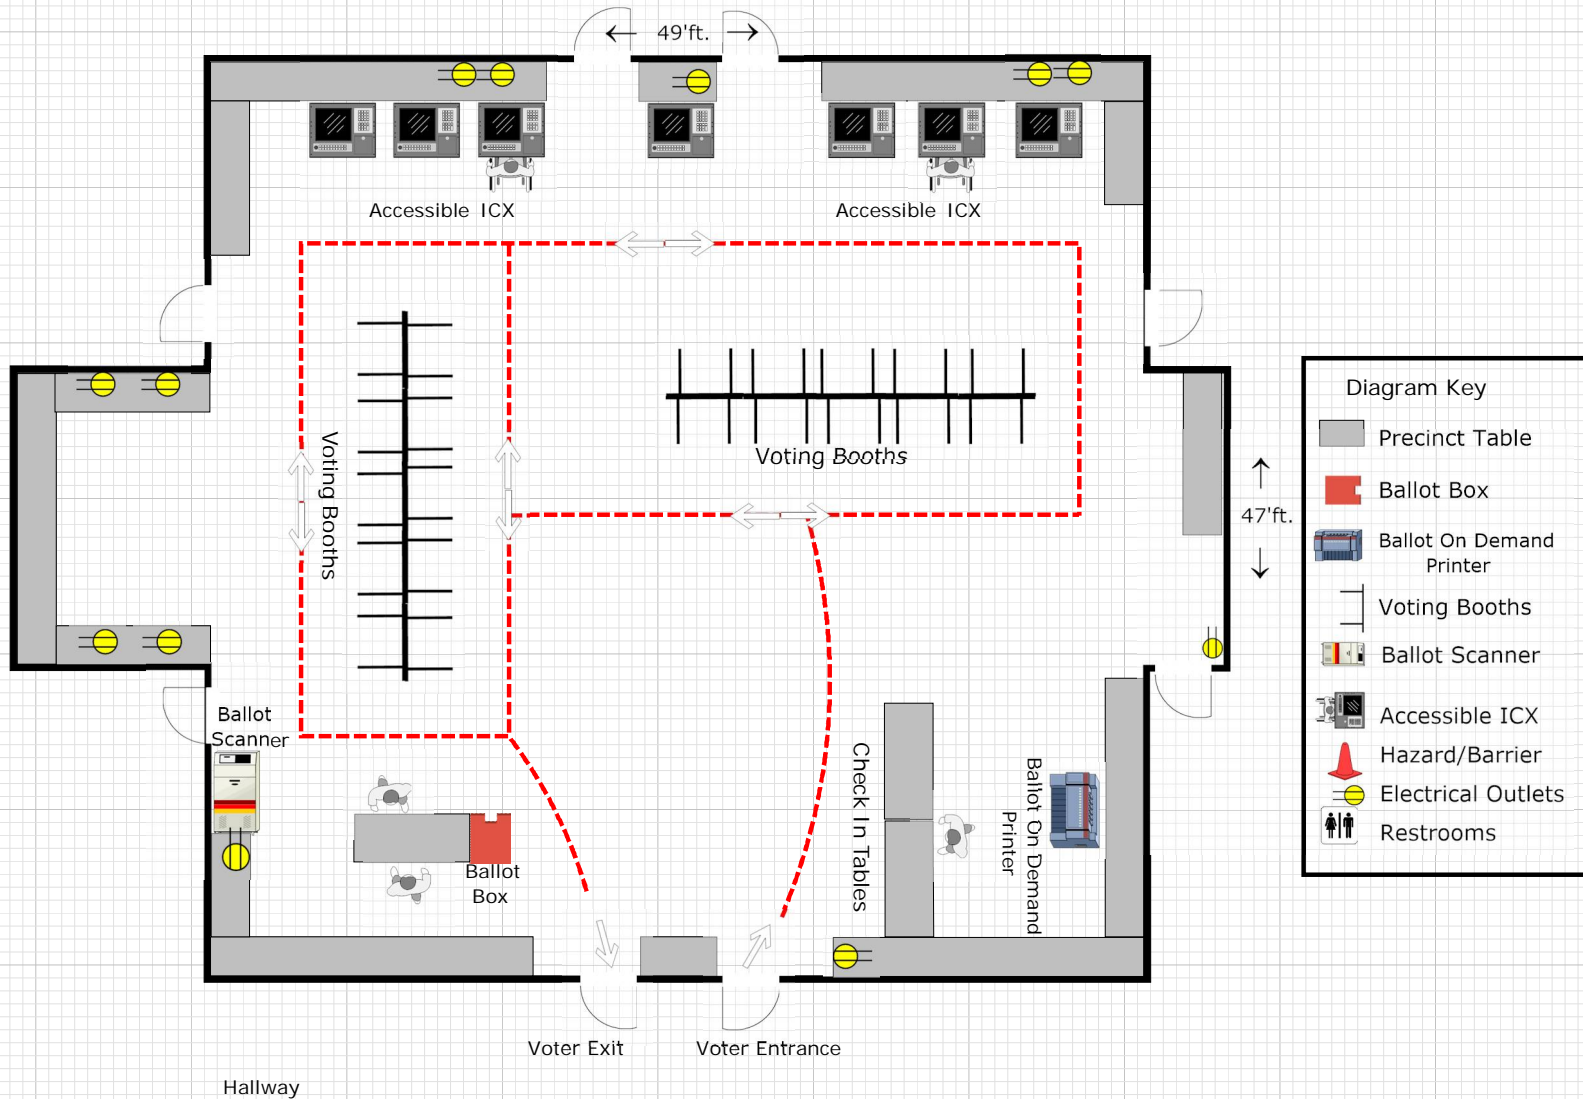 49'ft.
Accessible ICX
Accessible ICX
Voting Booths
Voting Booths
47'ft.
Ballot
Scanner
Check In Tables
Ballot On Demand
Printer
Ballot
Box
Voter Exit
Voter Entrance
Hallway
Diagram Key
Precinct Table
Ballot Box
Ballot On Demand
Printer
Voting Booths
Ballot Scanner
Accessible ICX
Hazard/Barrier
Electrical Outlets
Restrooms